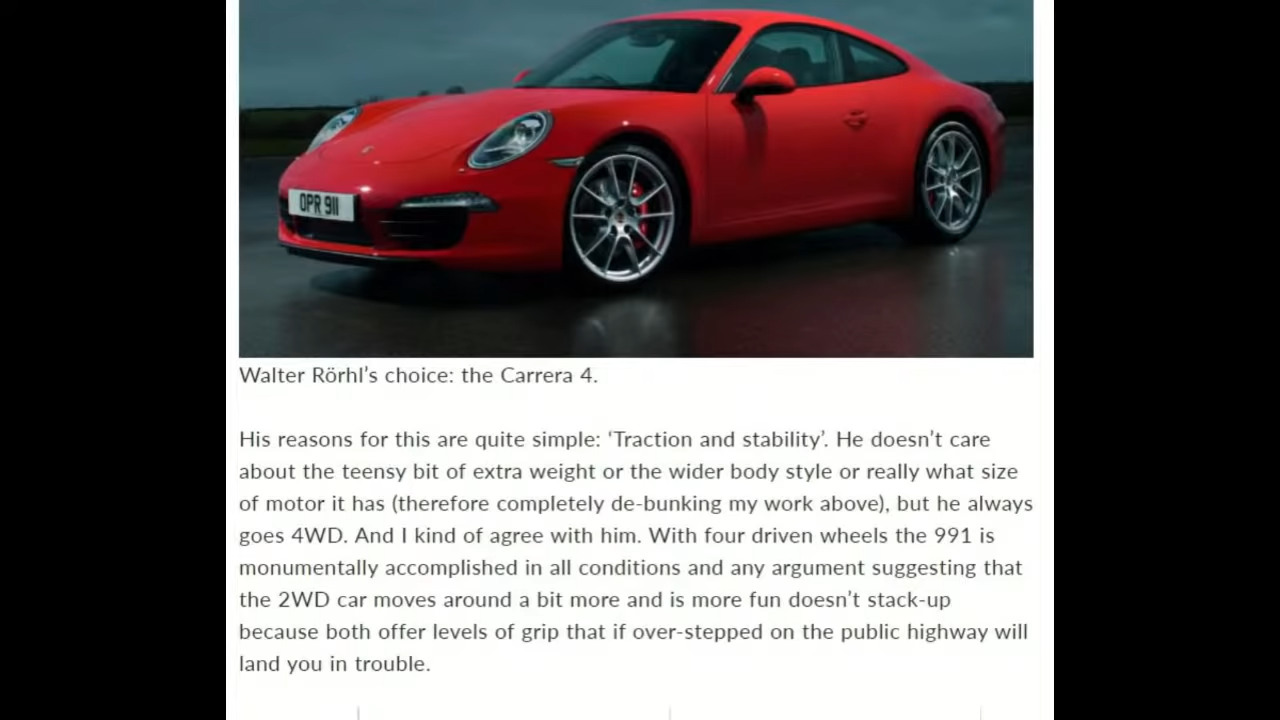 OPR 911
Walter Rörhl’s choice: the Carrera 4.
His reasons for this are quite simple: ‘Traction and stability’. He doesn’t care
about the teensy bit of extra weight or the wider body style or really what size
of motor it has (therefore completely de-bunking my work above), but he always
goes 4WD. And I kind of agree with him. With four driven wheels the 991 is
monumentally accomplished in all conditions and any argument suggesting that
the 2WD car moves around a bit more and is more fun doesn’t stack-up
because both offer levels of grip that if over-stepped on the public highway will
land you in trouble.